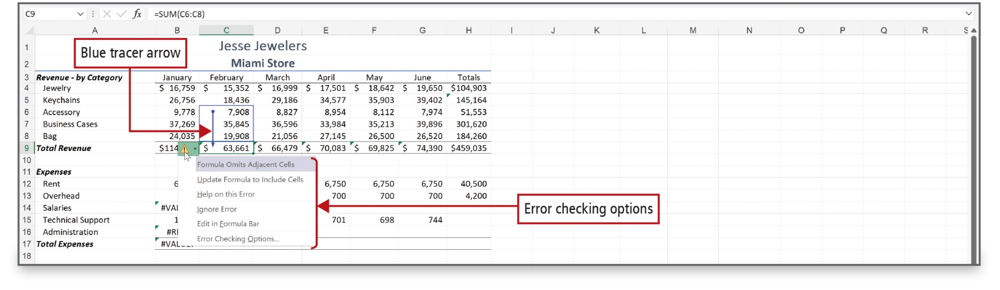 C9 fx =SUM(C6:C8)
A B C D E F G H I J K L M N O P Q R S
1 Jesse Jewelers
Blue tracer arrow
2 Miami Store
3 Revenue - by Category January February March April May June Totals
4 Jewelry $ 16,759 $ 15,352 $ 16,999 $ 17,501 $ 18,642 $ 19,650 $104,903
5 Keychains 26,756 18,436 29,186 34,577 35,903 39,402 145,164
6 Accessory 9,778 7,908 8,827 8,954 8,112 7,974 51,553
7 Business Cases 37,269 35,845 36,596 33,984 35,213 39,896 301,620
8 Bag 24,035 19,908 21,056 27,145 26,500 26,520 184,260
9 Total Revenue $114 $ 63,661 $ 66,479 $ 70,083 $ 69,825 $ 74,390 $459,035
10
Formula Omits Adjacent Cells
11 Expenses
Update Formula to Include Cells
12 Rent 6 6,750 6,750 6,750 40,500
Help on this Error
13 Overhead 700 700 700 4,200
14 Salaries #VAL
Ignore Error
Error checking options
15 Technical Support 1 701 698 744
Edit in Formula Bar
16 Administration #RE
Error Checking Options...
17 Total Expenses #VALUE!
18